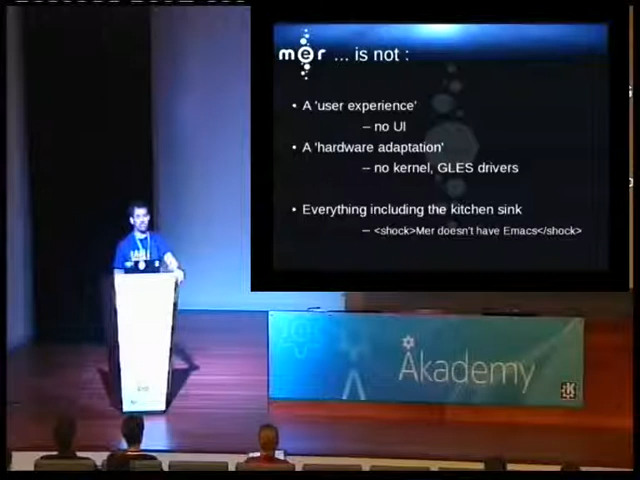 mer ... is not :
• A 'user experience'
– no UI
• A 'hardware adaptation'
– no kernel, GLES drivers
• Everything including the kitchen sink
– <shock>Mer doesn't have Emacs</shock>
Akademy